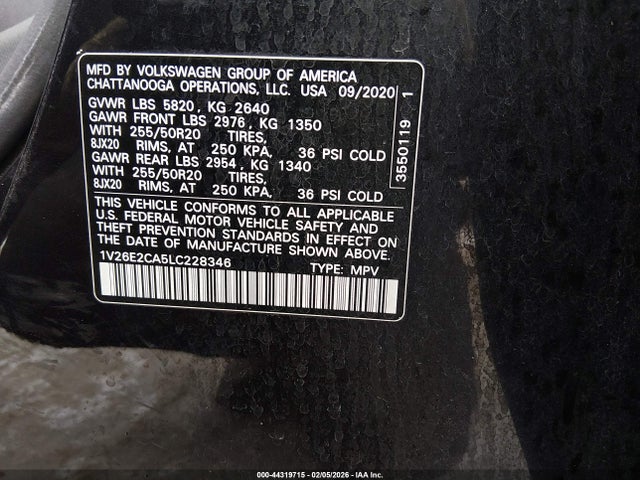 MFD BY VOLKSWAGEN GROUP OF AMERICA
CHATTANOOGA OPERATIONS, LLC. USA 09/2020
GVWR LBS 5820, KG 2640
GAWR FRONT LBS 2976, KG 1350
WITH 255/50R20 TIRES,
8JX20 RIMS, AT 250 KPA, 36 PSI COLD
GAWR REAR LBS 2954, KG 1340
WITH 255/50R20 TIRES,
8JX20 RIMS, AT 250 KPA, 36 PSI COLD
THIS VEHICLE CONFORMS TO ALL APPLICABLE
U.S. FEDERAL MOTOR VEHICLE SAFETY AND
THEFT PREVENTION STANDARDS IN EFFECT ON
THE DATE OF MANUFACTURE SHOWN ABOVE.
1V26E2CA5LC228346 TYPE: MPV
3550119 1
000-44319715 - 02/05/2026 - IAA Inc.